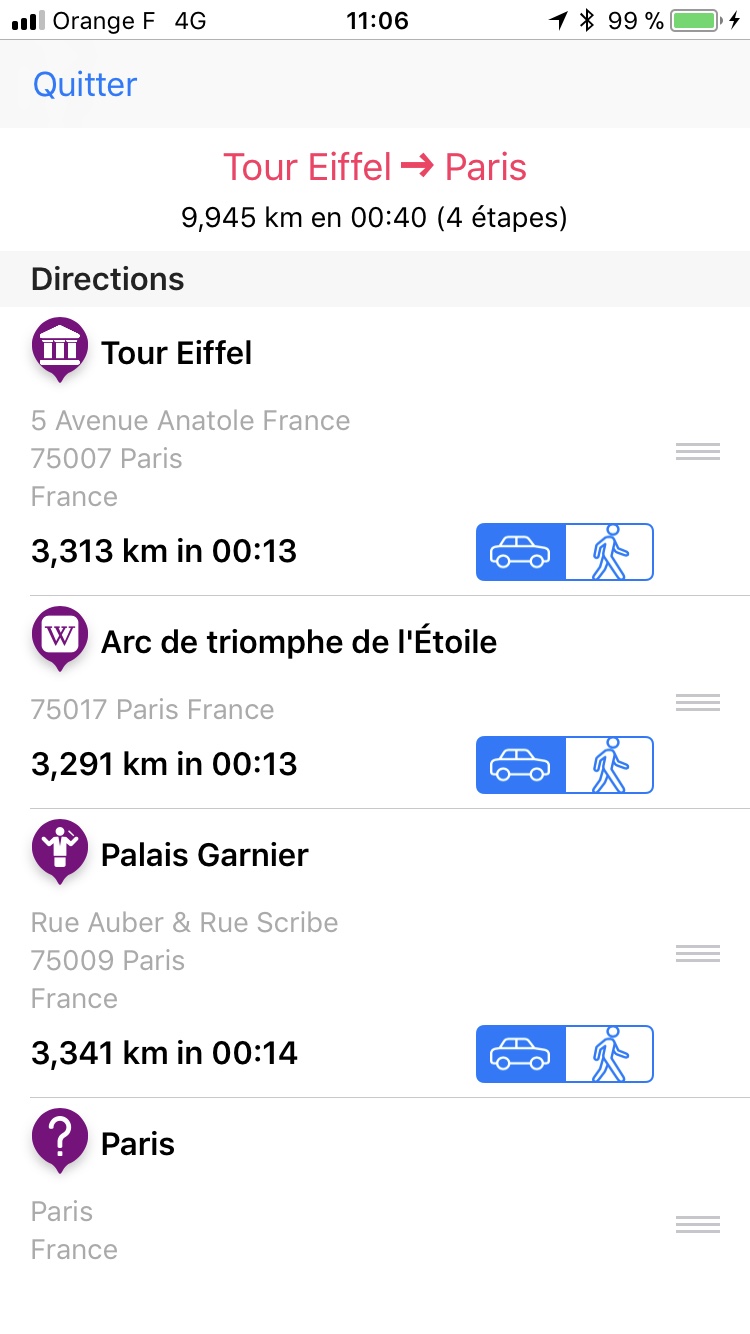 Orange F 4G 11:06 99 %
Quitter
Tour Eiffel → Paris
9,945 km en 00:40 (4 étapes)
Directions
Tour Eiffel
5 Avenue Anatole France
75007 Paris
France
3,313 km in 00:13
W Arc de triomphe de l'Étoile
75017 Paris France
3,291 km in 00:13
Palais Garnier
Rue Auber & Rue Scribe
75009 Paris
France
3,341 km in 00:14
? Paris
Paris
France